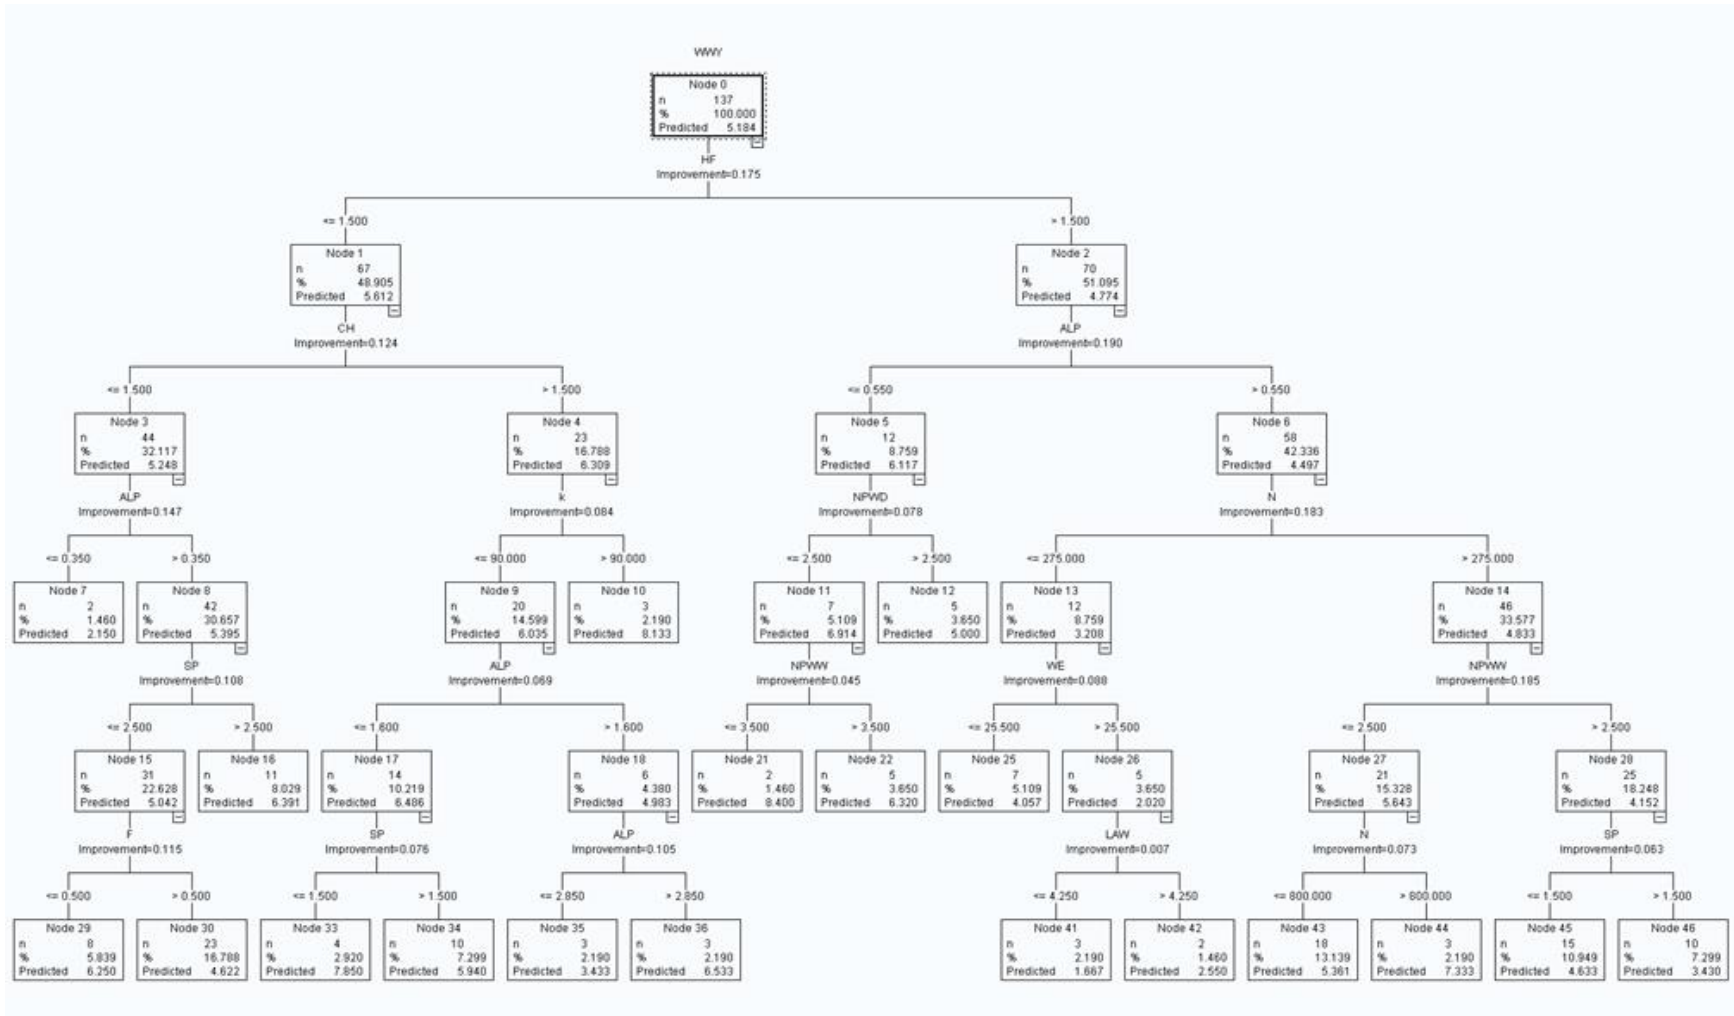 WWY
Node 0
n 137
% 100.000
Predicted 5.184
HF
Improvement=0.175
<= 1.500 > 1.500
Node 1
n 67
% 48.905
Predicted 5.612
Node 2
n 70
% 51.095
Predicted 4.774
CH
Improvement=0.124
ALP
Improvement=0.190
<= 1.500 > 1.500 <= 0.550 > 0.550
Node 3
n 44
% 32.117
Predicted 5.248
Node 4
n 23
% 16.788
Predicted 6.309
Node 5
n 12
% 8.759
Predicted 6.117
Node 6
n 58
% 42.336
Predicted 4.497
ALP
Improvement=0.147
k
Improvement=0.084
NPWD
Improvement=0.078
N
Improvement=0.183
<= 0.350 > 0.350 <= 90.000 > 90.000 <= 2.500 > 2.500 <= 275.000 > 275.000
Node 7
n 2
% 1.460
Predicted 2.150
Node 8
n 42
% 30.657
Predicted 5.395
Node 9
n 20
% 14.599
Predicted 6.035
Node 10
n 3
% 2.190
Predicted 8.133
Node 11
n 7
% 5.109
Predicted 6.914
Node 12
n 5
% 3.650
Predicted 5.000
Node 13
n 12
% 8.759
Predicted 3.208
Node 14
n 46
% 33.577
Predicted 4.833
SP
Improvement=0.108
ALP
Improvement=0.069
NPWW
Improvement=0.045
WE
Improvement=0.088
NPWW
Improvement=0.185
<= 2.500 > 2.500 <= 1.600 > 1.600 <= 3.500 > 3.500 <= 25.500 > 25.500 <= 2.500 > 2.500
Node 15
n 31
% 22.628
Predicted 5.042
Node 16
n 11
% 8.029
Predicted 6.391
Node 17
n 14
% 10.219
Predicted 6.486
Node 18
n 6
% 4.380
Predicted 4.983
Node 21
n 2
% 1.460
Predicted 8.400
Node 22
n 5
% 3.650
Predicted 6.320
Node 25
n 7
% 5.109
Predicted 4.057
Node 26
n 5
% 3.650
Predicted 2.020
Node 27
n 21
% 15.328
Predicted 5.643
Node 28
n 25
% 18.248
Predicted 4.152
F
Improvement=0.115
SP
Improvement=0.076
ALP
Improvement=0.105
LAW
Improvement=0.007
N
Improvement=0.073
SP
Improvement=0.063
<= 0.500 > 0.500 <= 1.500 > 1.500 <= 2.850 > 2.850 <= 4.250 > 4.250 <= 800.000 > 800.000 <= 1.500 > 1.500
Node 29
n 8
% 5.839
Predicted 6.250
Node 30
n 23
% 16.788
Predicted 4.622
Node 33
n 4
% 2.920
Predicted 7.850
Node 34
n 10
% 7.299
Predicted 5.940
Node 35
n 3
% 2.190
Predicted 3.433
Node 36
n 3
% 2.190
Predicted 6.533
Node 41
n 3
% 2.190
Predicted 1.667
Node 42
n 2
% 1.460
Predicted 2.550
Node 43
n 18
% 13.139
Predicted 5.361
Node 44
n 3
% 2.190
Predicted 7.333
Node 45
n 15
% 10.949
Predicted 4.633
Node 46
n 10
% 7.299
Predicted 3.430